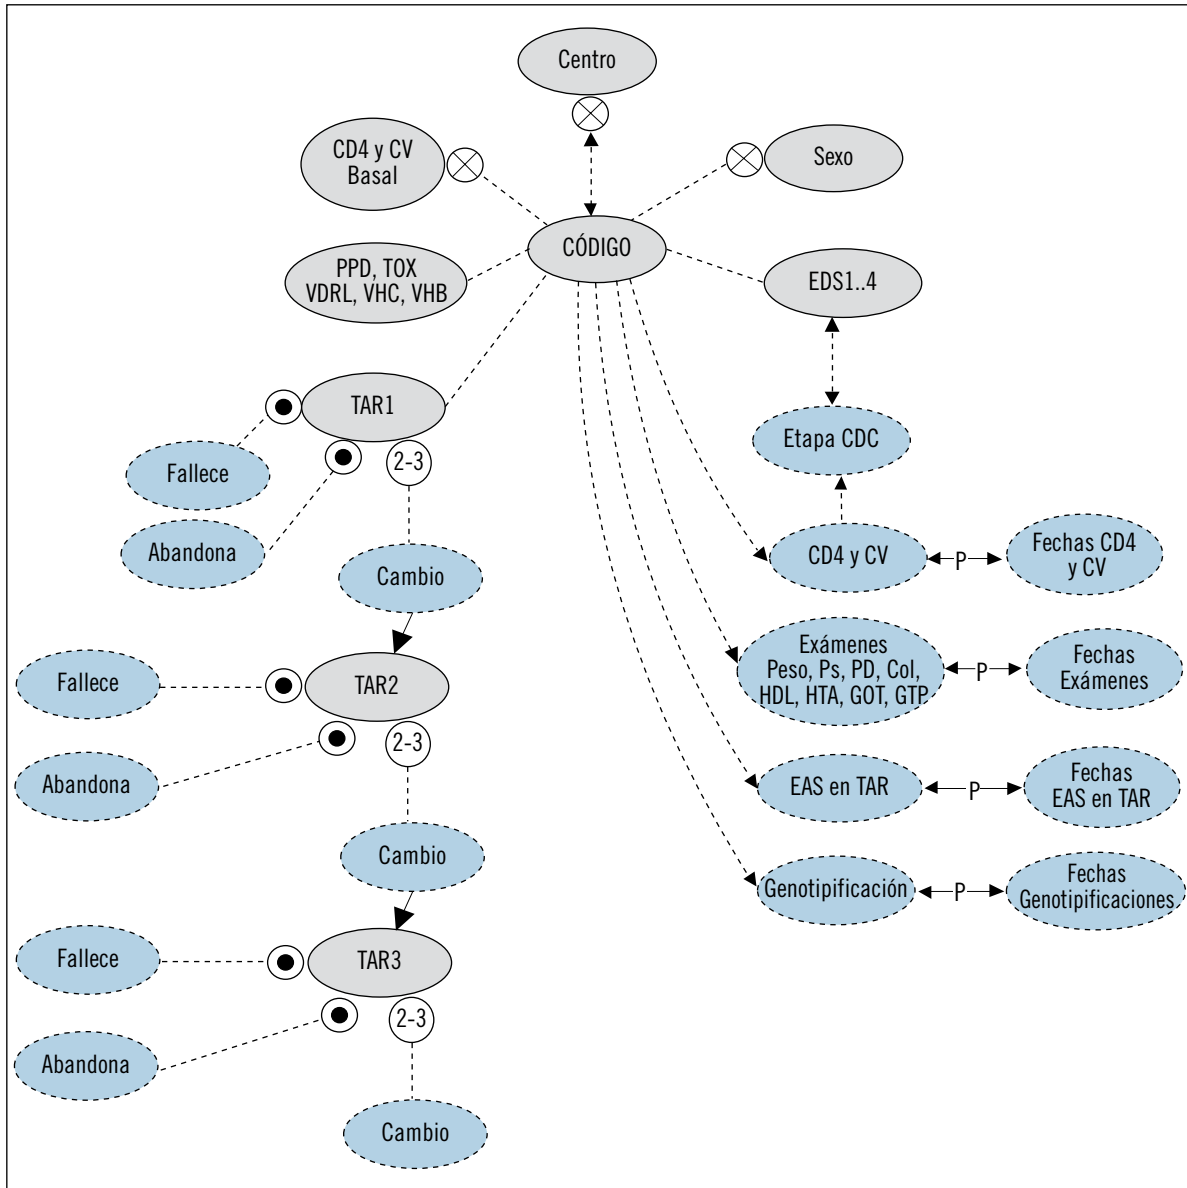 Centro
CD4 y CV
Basal
Sexo
CÓDIGO
PPD, TOX
VDRL, VHC, VHB
EDS1..4
TAR1
Etapa CDC
Fallece
2-3
Abandona
CD4 y CV
P
Fechas CD4
y CV
Cambio
Exámenes
Peso, Ps, PD, Col,
HDL, HTA, GOT, GTP
P
Fechas
Exámenes
Fallece
TAR2
2-3
Abandona
EAS en TAR
P
Fechas
EAS en TAR
Cambio
Genotipificación
P
Fechas
Genotipificaciones
Fallece
TAR3
2-3
Abandona
Cambio